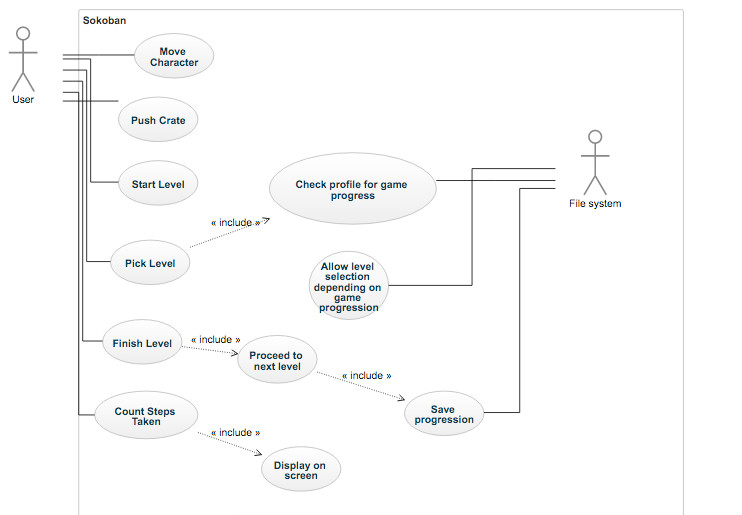 Sokoban
User
Move
Character
Push Crate
Start Level
Check profile for game
progress
File system
« include »
Pick Level
Allow level
selection
depending on
game
progression
Finish Level
« include »
Proceed to
next level
« include »
Count Steps
Taken
Save
progression
« include »
Display on
screen